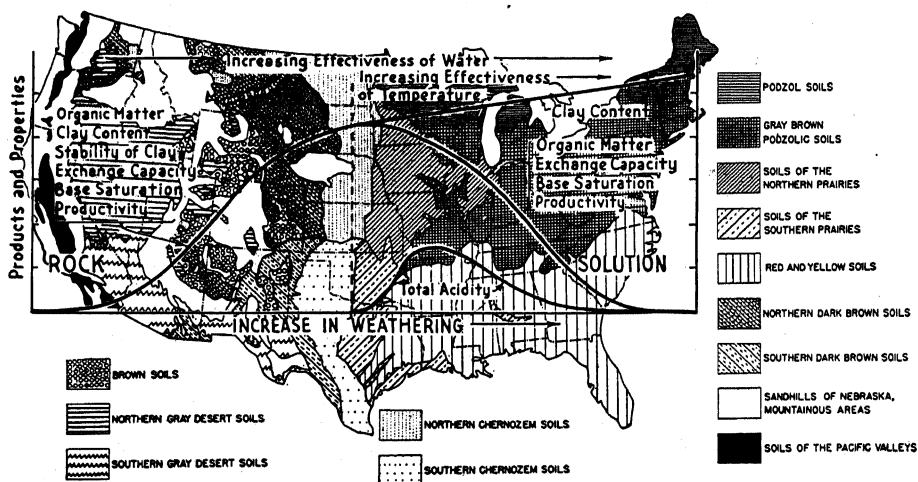 Increasing Effectiveness of Water
Increasing Effectiveness
of Temperature
Products and Properties
Organic Matter
Clay Content
Stability of Clay
Exchange Capacity
Base Saturation
Productivity
Clay Content
Organic Matter
Exchange Capacity
Base Saturation
Productivity
ROCK
SOLUTION
Total Acidity
INCREASE IN WEATHERING
PODZOL SOILS
GRAY BROWN
PODZOLIC SOILS
SOILS OF THE
NORTHERN PRAIRIES
SOILS OF THE
SOUTHERN PRAIRIES
RED AND YELLOW SOILS
NORTHERN DARK BROWN SOILS
SOUTHERN DARK BROWN SOILS
SANDHILLS OF NEBRASKA,
MOUNTAINOUS AREAS
SOILS OF THE PACIFIC VALLEYS
BROWN SOILS
NORTHERN GRAY DESERT SOILS
SOUTHERN GRAY DESERT SOILS
NORTHERN CHERNOZEM SOILS
SOUTHERN CHERNOZEM SOILS